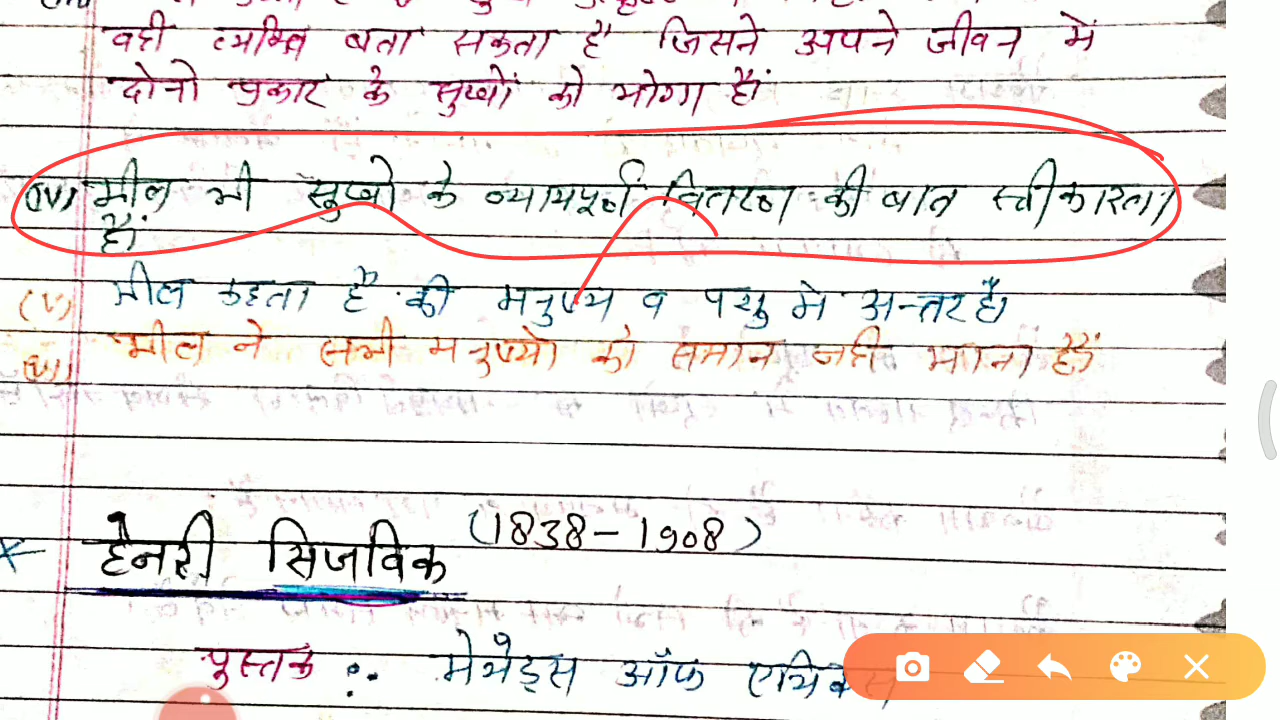 वही व्यक्ति बता सकता है जिसने अपने जीवन में
दोनो प्रकार के सुखों को भोगा हैं
(iv) मील भी सुखो के न्यायपूर्ण वितरण की बात स्वीकारता
है।
(v) मील कहता है की मनुष्य व पशु मे अन्तर है।
(vi) मील ने सभी मनुष्यो को समान नही माना हैं
हेनरी सिजविक (1838-1908)
पुस्तक :. मेथेड्स ऑफ एथिक्स